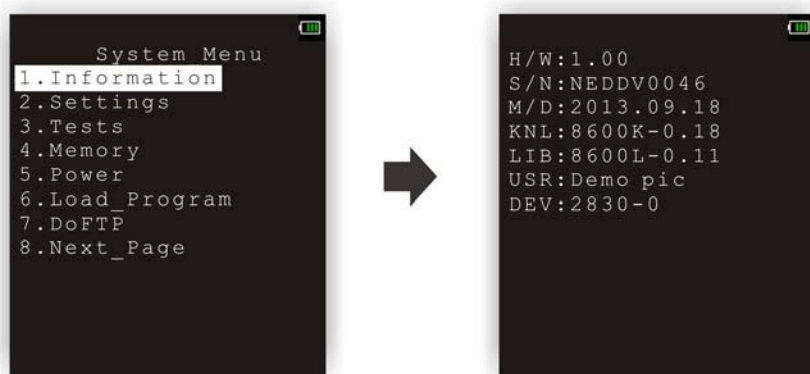 System Menu
1.Information
2.Settings
3.Tests
4.Memory
5.Power
6.Load_Program
7.DoFTP
8.Next_Page
H/W:1.00
S/N:NEDDV0046
M/D:2013.09.18
KNL:8600K-0.18
LIB:8600L-0.11
USR:Demo pic
DEV:2830-0